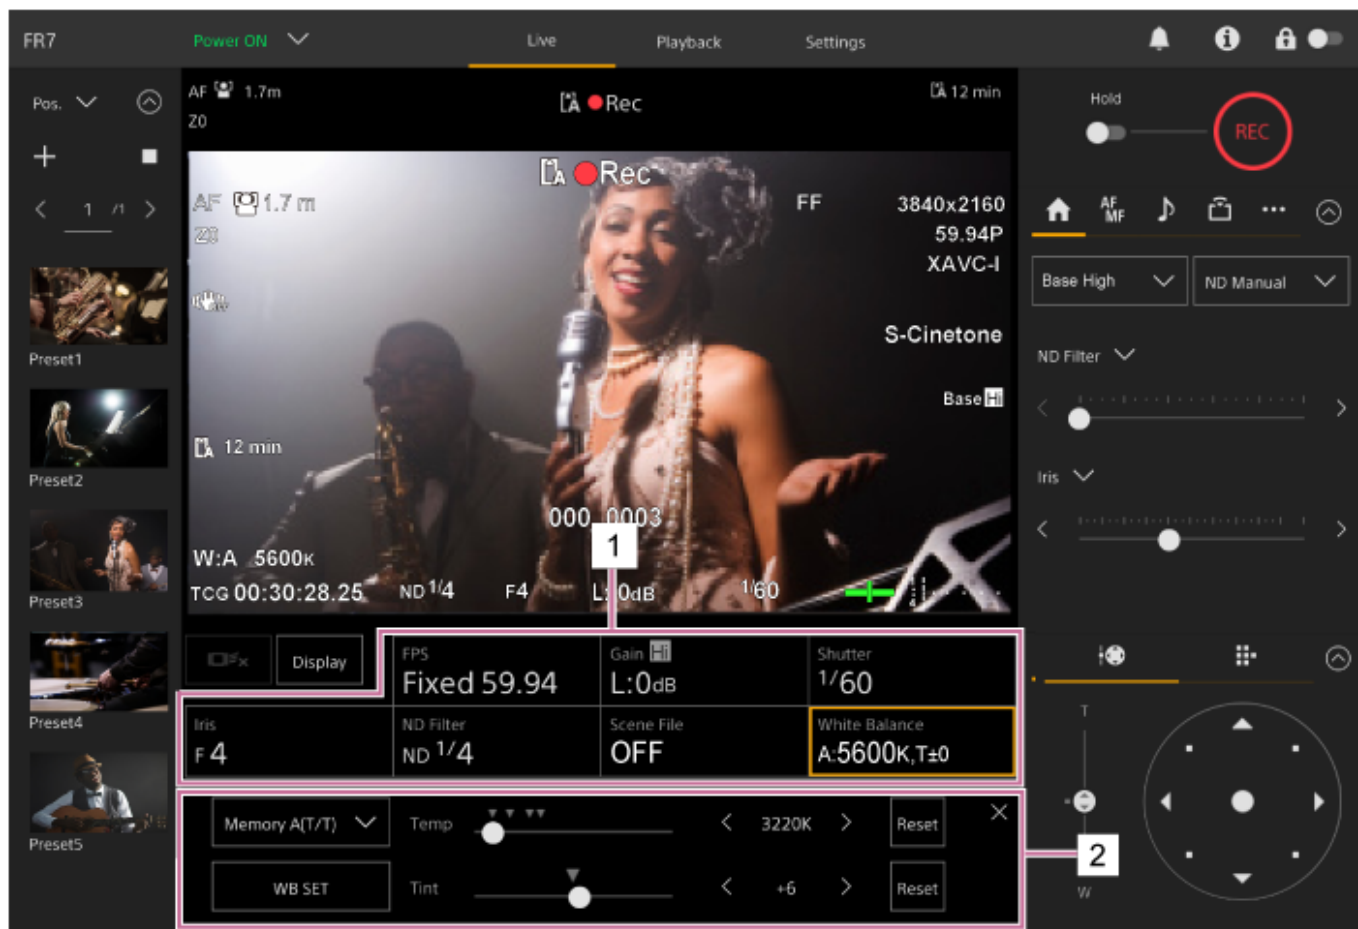 FR7
Power ON
Live
Playback
Settings
Pos.
1 /1
Preset1
Preset2
Preset3
Preset4
Preset5
AF 1.7m
A Rec
A 12 min
Z0
A Rec
AF 1.7 m
FF
3840x2160
Z0
59.94P
XAVC-I
S-Cinetone
Base Hi
A 12 min
000_0003
1
W:A 5600K
TCG 00:30:28.25
ND 1/4
F4
L: 0dB
1/60
Display
FPS
Fixed 59.94
Gain Hi
L:0dB
Shutter
1/60
Iris
F 4
ND Filter
ND 1/4
Scene File
OFF
White Balance
A:5600K,T±0
Memory A(T/T)
Temp
3220K
Reset
WB SET
Tint
+6
Reset
2
Hold
REC
AF
MF
Base High
ND Manual
ND Filter
Iris
T
W